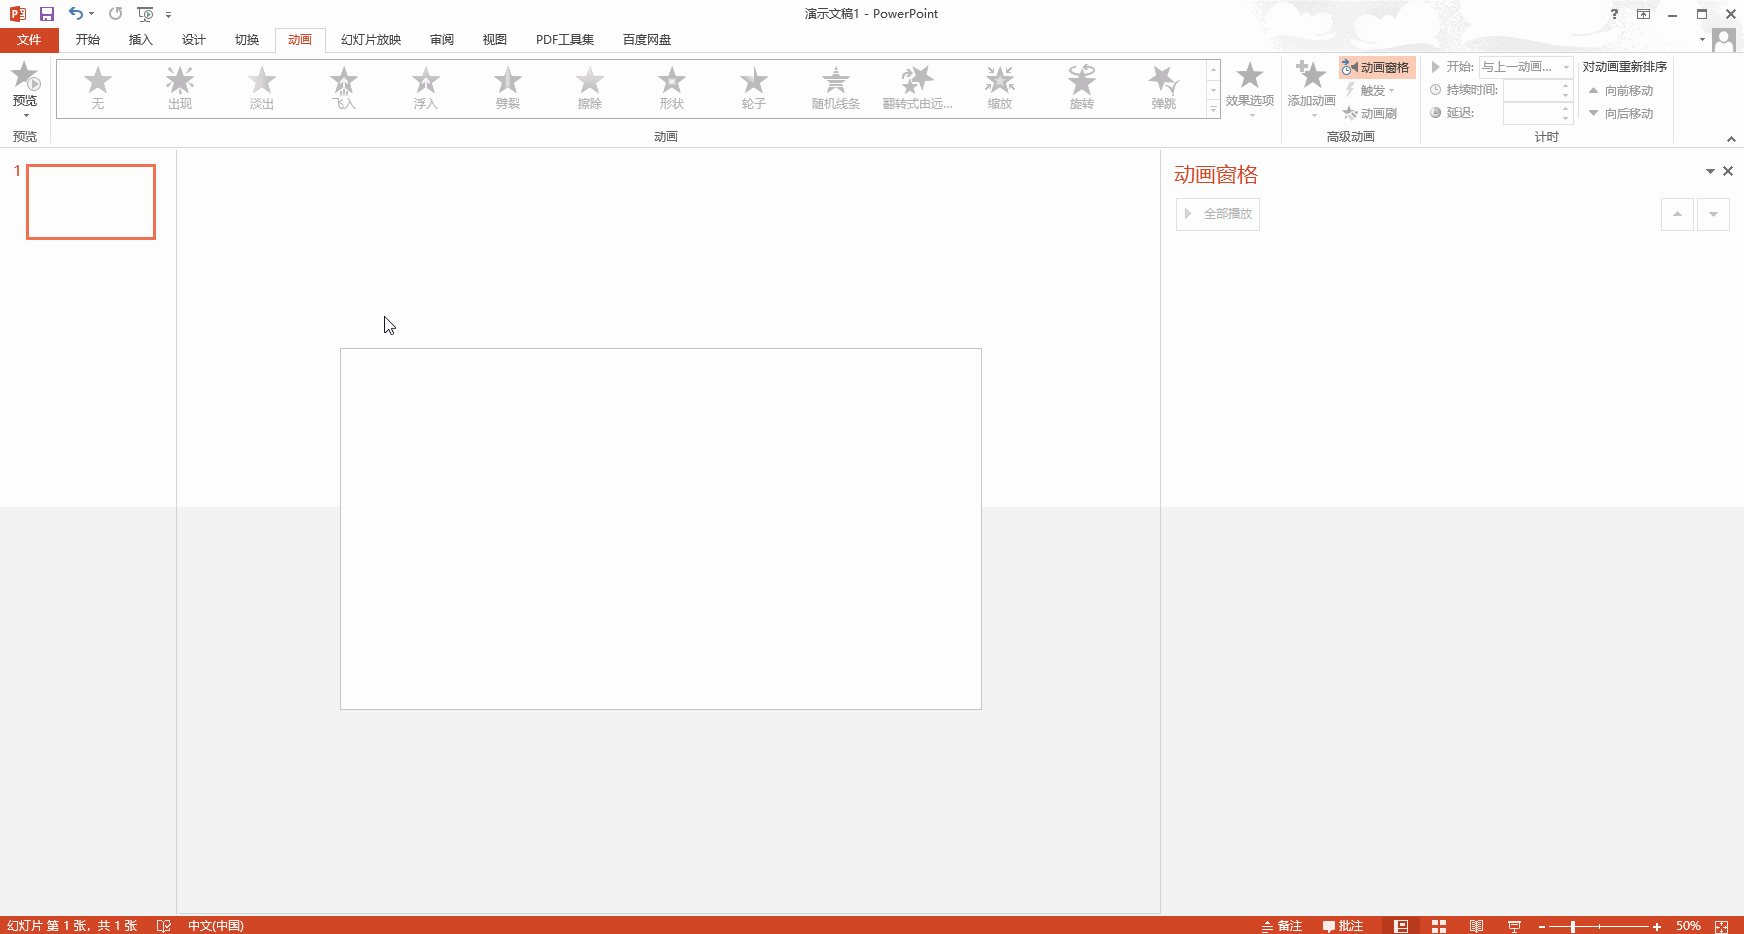 演示文稿1 - PowerPoint
?
文件 开始 插入 设计 切换 动画 幻灯片放映 审阅 视图 PDF工具集 百度网盘
预览
无 出现 淡出 飞入 浮入 劈裂 擦除 形状 轮子 随机线条 翻转式由远... 缩放 旋转 弹跳
效果选项
添加动画
动画窗格
触发
动画刷
开始: 与上一动画...
持续时间:
延迟:
对动画重新排序
向前移动
向后移动
预览 动画 高级动画 计时
1
动画窗格
全部播放
幻灯片 第 1 张，共 1 张 中文(中国) 备注 批注 50%